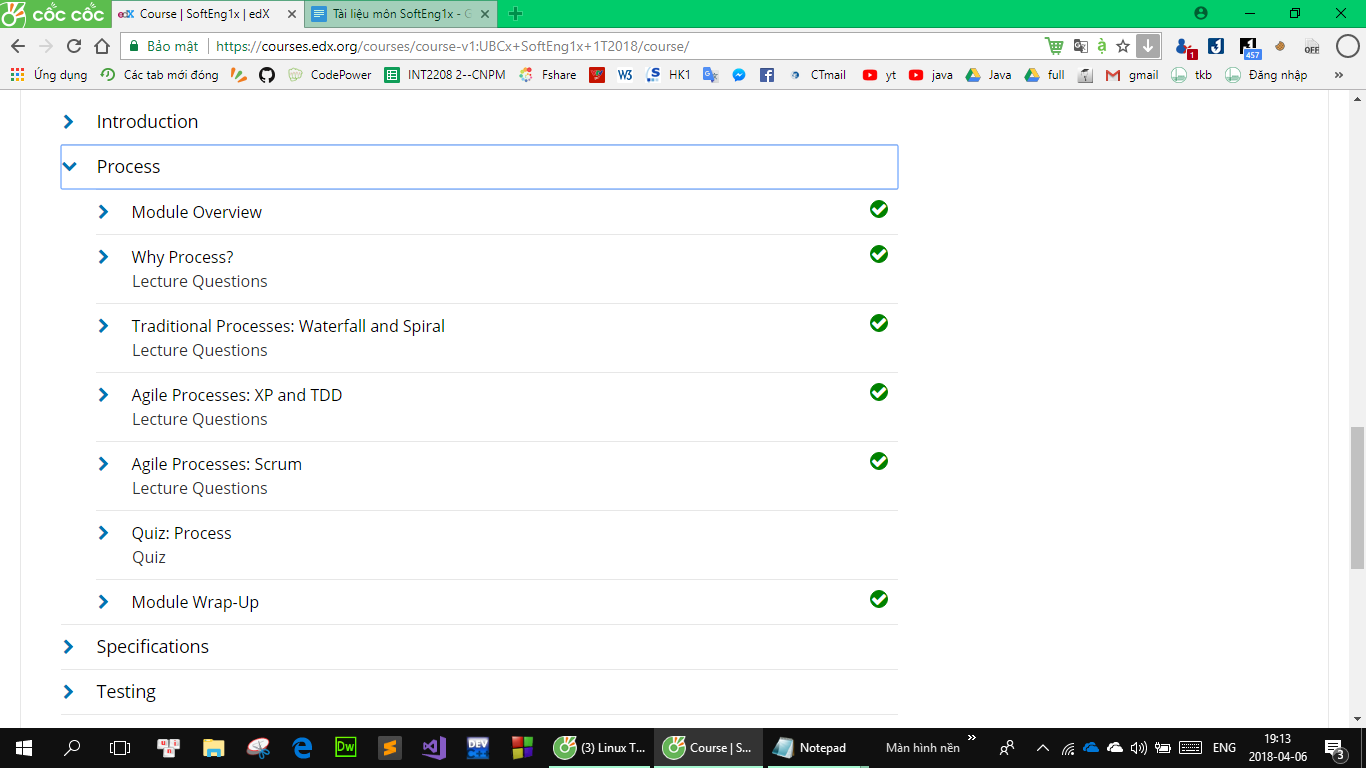 cốc cốc
edX Course | SoftEng1x | edX
Tài liệu môn SoftEng1x - G
Bảo mật
https://courses.edx.org/courses/course-v1:UBCx+SoftEng1x+1T2018/course/
à
1
457
OFF
Ứng dụng
Các tab mới đóng
CodePower
INT2208 2--CNPM
Fshare
W3
HK1
CTmail
yt
java
Java
full
gmail
tkb
Đăng nhập
»
Introduction
Process
Module Overview
Why Process?
Lecture Questions
Traditional Processes: Waterfall and Spiral
Lecture Questions
Agile Processes: XP and TDD
Lecture Questions
Agile Processes: Scrum
Lecture Questions
Quiz: Process
Quiz
Module Wrap-Up
Specifications
Testing
Dw
DEV
(3) Linux T...
Course | S...
Notepad
Màn hình nền
»
ENG
19:13
2018-04-06
3